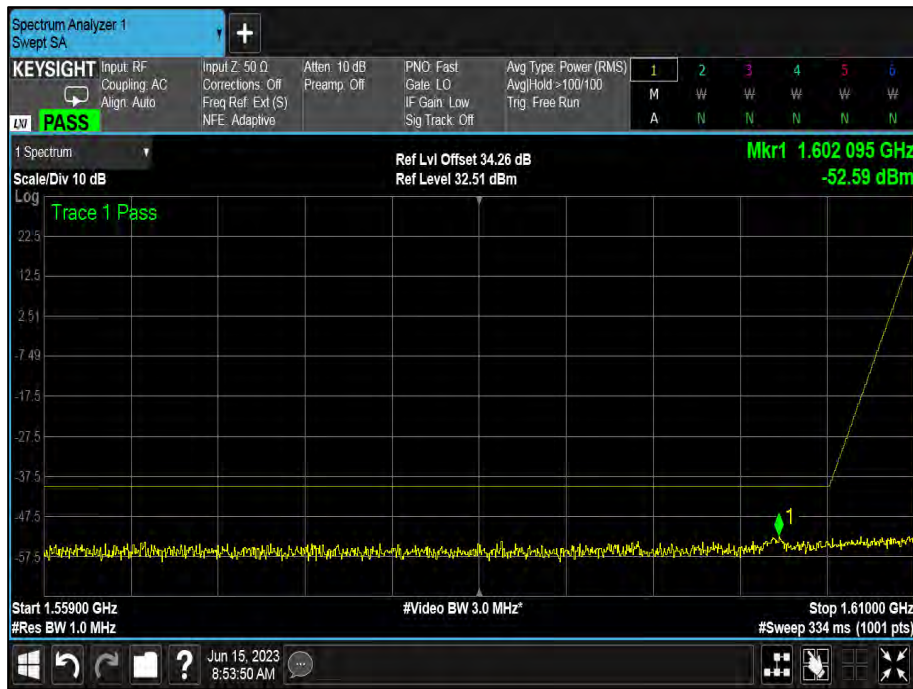 Spectrum Analyzer 1
Swept SA
+
KEYSIGHT Input: RF Input Z: 50 Ω Atten: 10 dB PNO: Fast Avg Type: Power (RMS) 1 2 3 4 5 6
Coupling: AC Corrections: Off Preamp: Off Gate: LO Avg|Hold >100/100 M W W W W W
Align: Auto Freq Ref: Ext (S) IF Gain: Low Trig: Free Run
LXI PASS NFE: Adaptive Sig Track: Off A N N N N N
1 Spectrum Ref Lvl Offset 34.26 dB Mkr1 1.602 095 GHz
Scale/Div 10 dB Ref Level 32.51 dBm -52.59 dBm
Log
Trace 1 Pass
22.5
12.5
2.51
-7.49
-17.5
-27.5
-37.5
-47.5
1
-57.5
Start 1.55900 GHz #Video BW 3.0 MHz* Stop 1.61000 GHz
#Res BW 1.0 MHz #Sweep 334 ms (1001 pts)
? Jun 15, 2023
8:53:50 AM